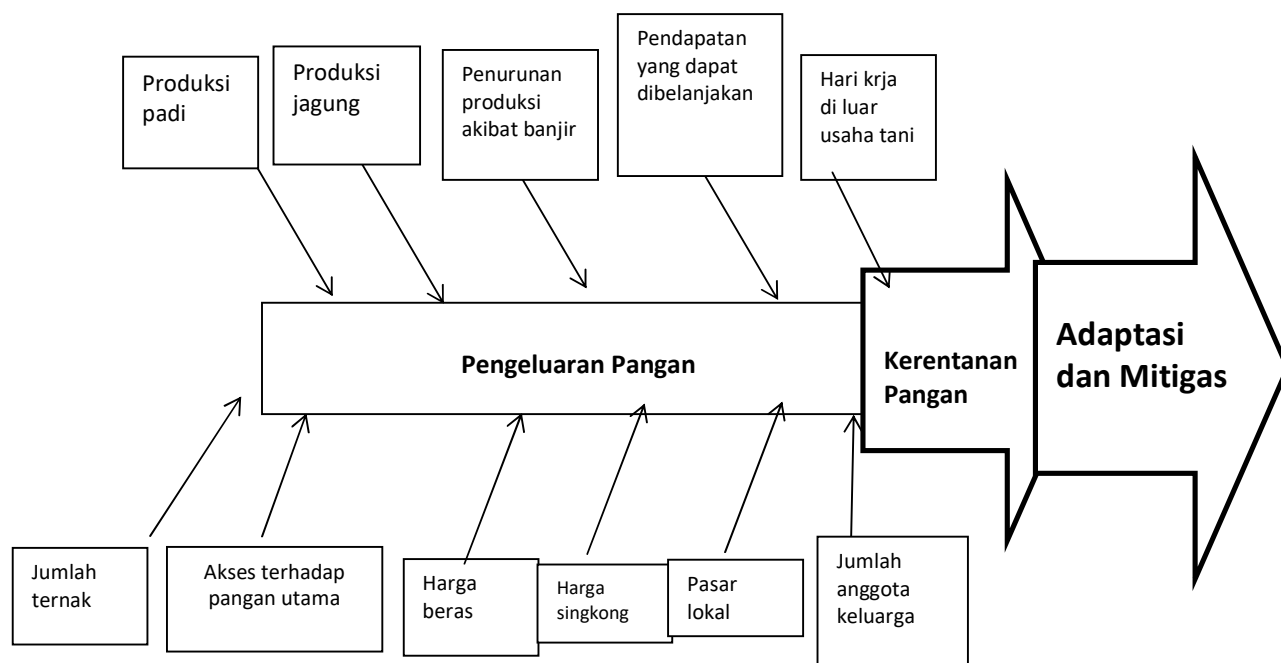 Produksi
padi
Produksi
jagung
Penurunan
produksi
akibat banjir
Pendapatan
yang dapat
dibelanjakan
Hari krja
di luar
usaha tani
Pengeluaran Pangan
Kerentanan
Pangan
Adaptasi
dan Mitigas
Jumlah
ternak
Akses terhadap
pangan utama
Harga
beras
Harga
singkong
Pasar
lokal
Jumlah
anggota
keluarga